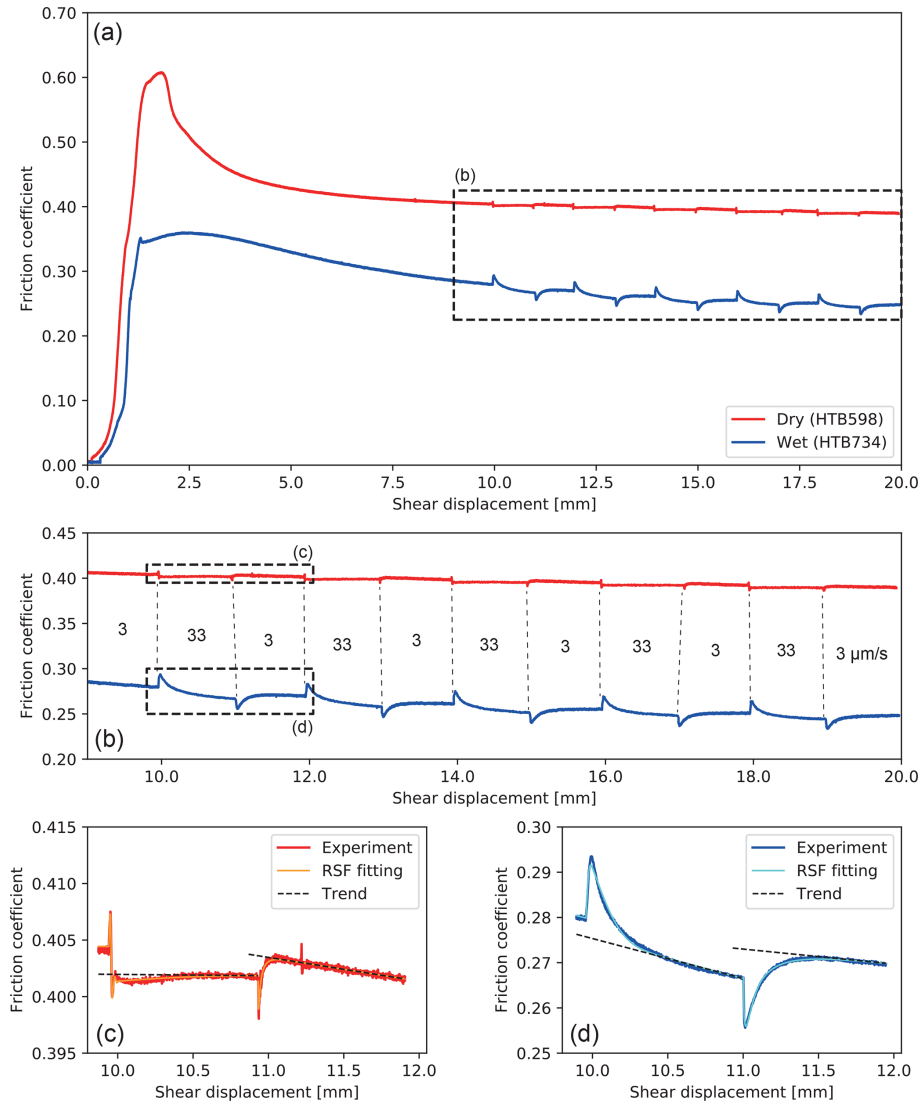 (a)
0.70
0.60
0.50
0.40
0.30
0.20
0.10
0.00
Friction coefficient
(b)
Dry (HTB598)
Wet (HTB734)
0.0 2.5 5.0 7.5 10.0 12.5 15.0 17.5 20.0
Shear displacement [mm]
0.45
0.40
0.35
0.30
0.25
0.20
Friction coefficient
(c)
3 33 3 33 3 33 3 33 3 33 3 µm/s
(d)
(b)
10.0 12.0 14.0 16.0 18.0 20.0
Shear displacement [mm]
0.415
0.410
0.405
0.400
0.395
Friction coefficient
Experiment
RSF fitting
Trend
(c)
10.0 10.5 11.0 11.5 12.0
Shear displacement [mm]
0.30
0.29
0.28
0.27
0.26
0.25
Friction coefficient
Experiment
RSF fitting
Trend
(d)
10.0 10.5 11.0 11.5 12.0
Shear displacement [mm]